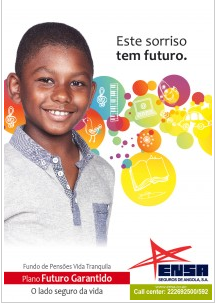 Este sorriso
tem futuro.
Fundo de Pensões Vida Tranquila
Plano Futuro Garantido
O lado seguro da vida
ENSA
SEGUROS DE ANGOLA, S.A.
Call center: 222692500/592